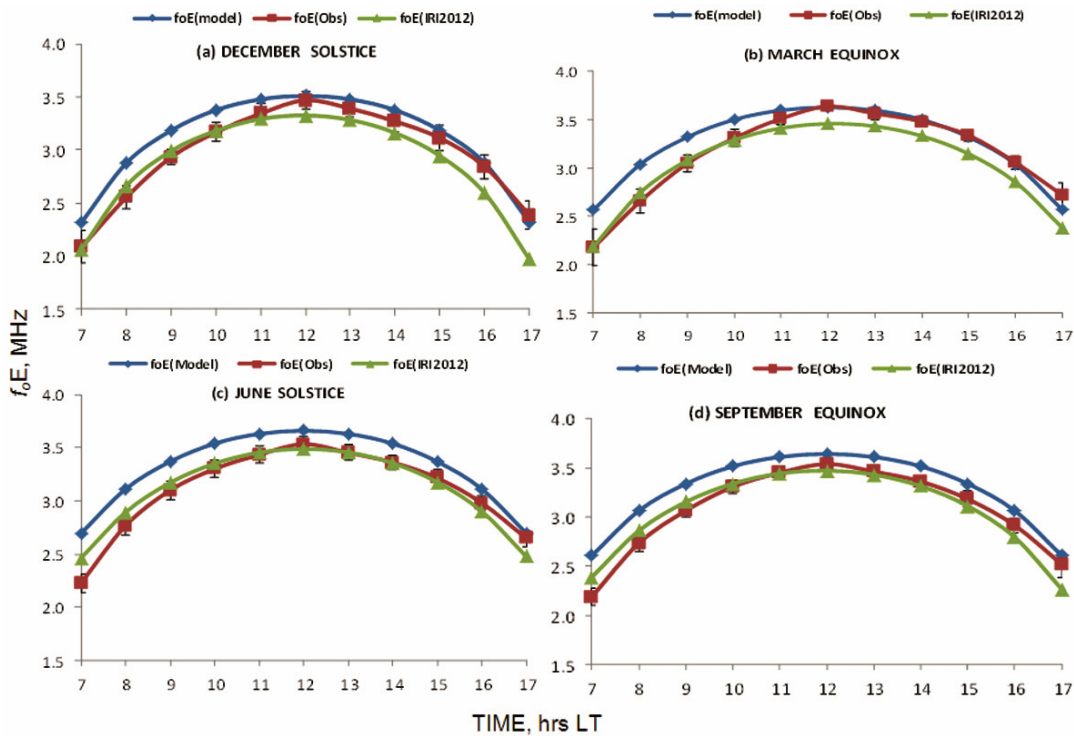 foE(model) foE(Obs) foE(IRI2012)
(a) DECEMBER SOLSTICE
4.0
3.5
3.0
2.5
2.0
1.5
7 8 9 10 11 12 13 14 15 16 17
foE(model) foE(Obs) foE(IRI2012)
(b) MARCH EQUINOX
4.0
3.5
3.0
2.5
2.0
1.5
7 8 9 10 11 12 13 14 15 16 17
foE, MHz
foE(Model) foE(Obs) foE(IRI2012)
(c) JUNE SOLSTICE
4.0
3.5
3.0
2.5
2.0
1.5
7 8 9 10 11 12 13 14 15 16 17
foE(Model) foE(Obs) foE(IRI2012)
(d) SEPTEMBER EQUINOX
4.0
3.5
3.0
2.5
2.0
1.5
7 8 9 10 11 12 13 14 15 16 17
TIME, hrs LT